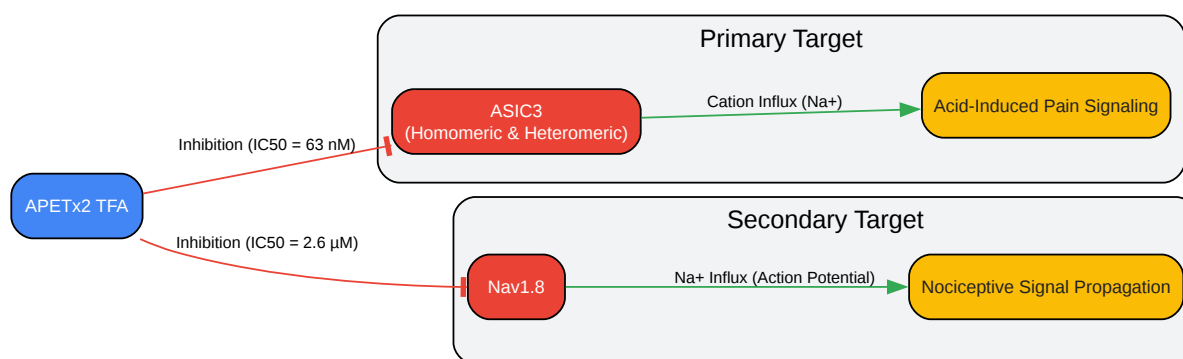 Primary Target
ASIC3
(Homomeric & Heteromeric)
Cation Influx (Na+)
Acid-Induced Pain Signaling
Inhibition (IC50 = 63 nM)
APETx2 TFA
Inhibition (IC50 = 2.6 µM)
Secondary Target
Nav1.8
Na+ Influx (Action Potential)
Nociceptive Signal Propagation